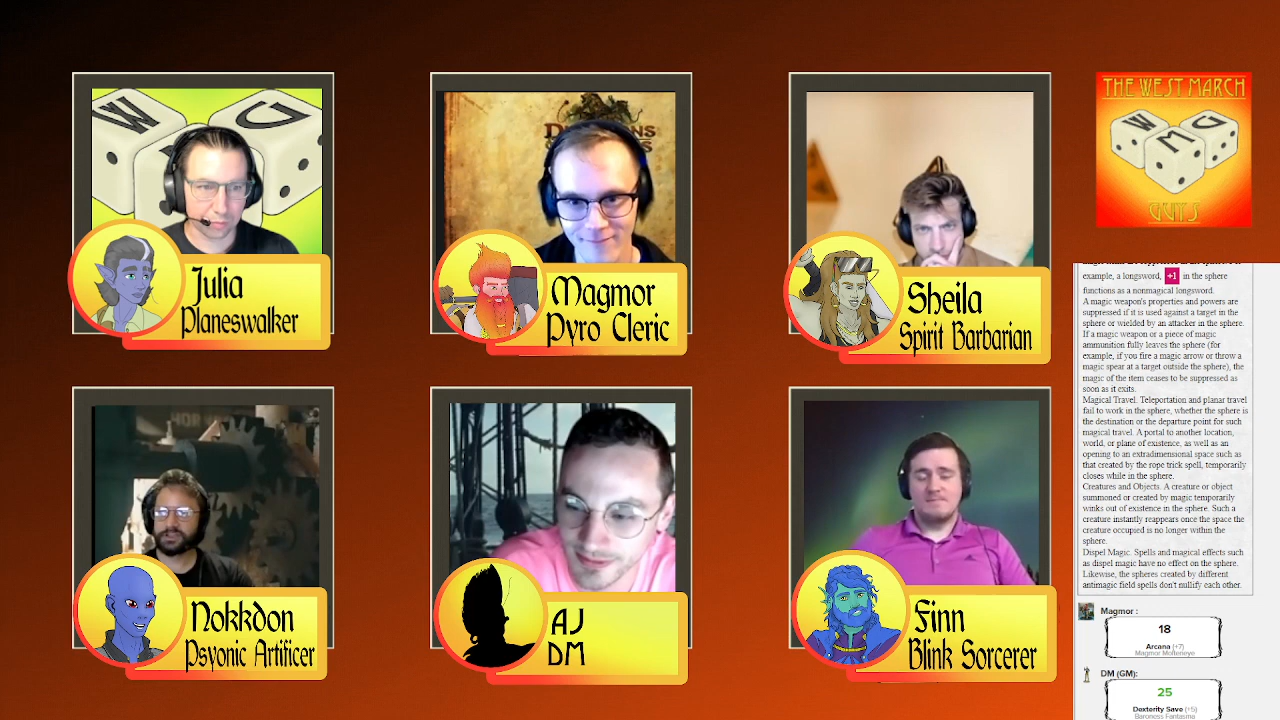 W
G
Julia
Planeswalker
Magmor
Pyro Cleric
Sheila
Spirit Barbarian
THE WEST MARCH
W
M
G
GUYS
Nokkdon
Psyonic Artificer
AJ
DM
Finn
Blink Sorcerer
example, a longsword, +1 in the sphere
functions as a nonmagical longsword.
A magic weapon's properties and powers are
suppressed if it is used against a target in the
sphere or wielded by an attacker in the sphere.
If a magic weapon or a piece of magic
ammunition fully leaves the sphere (for
example, if you fire a magic arrow or throw a
magic spear at a target outside the sphere), the
magic of the item ceases to be suppressed as
soon as it exits.
Magical Travel. Teleportation and planar travel
fail to work in the sphere, whether the sphere is
the destination or the departure point for such
magical travel. A portal to another location,
world, or plane of existence, as well as an
opening to an extradimensional space such as
that created by the rope trick spell, temporarily
closes while in the sphere.
Creatures and Objects. A creature or object
summoned or created by magic temporarily
winks out of existence in the sphere. Such a
creature instantly reappears once the space the
creature occupied is no longer within the
sphere.
Dispel Magic. Spells and magical effects such
as dispel magic have no effect on the sphere.
Likewise, the spheres created by different
antimagic field spells don't nullify each other.
Magmor :
18
Arcana (+7)
DM (GM):
25
Dexterity Save (+5)
Baroness Fantasma